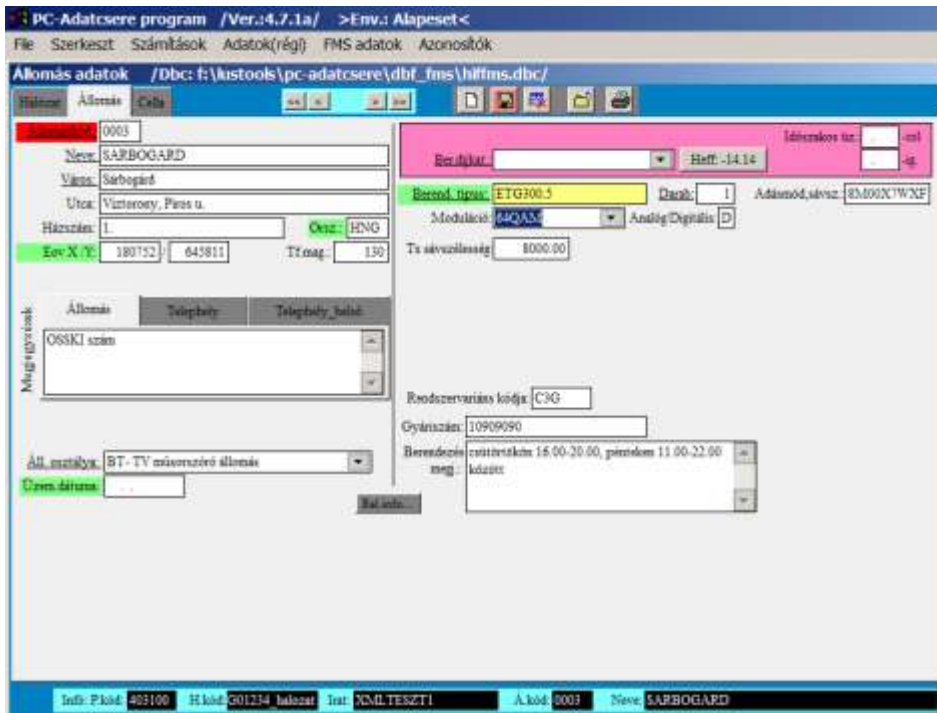 PC-Adatcsere program /Ver.:4.7.1a/ >Env.: Alapeset<
File Szerkeszt Számítások Adatok(régi) FMS adatok Azonosítók
Állomás adatok /Dbc: f:\lustools\pc-adatcsere\dbf_fms\hiffms.dbc/
Hálózat Állomás Cella
0003
Neve: SARBOGARD
Város: Sárbogárd
Utca: Víztorony, Piros u.
Házszám: 1. Orsz.: HNG
Eov X /Y: 180752 / 645811 Tf.mag.: 130
Időszakos üz.: -tól
-ig
Ber.díjkat.: Heff: -14.14
Berend. típus: ETG300.5 Darab: 1 Adásmód,sávsz.: 8M00X7WXF
Moduláció: 64QAM Analóg/Digitális: D
Tx sávszélesség: 8000.00
Megjegyzések
Állomás Telephely Telephely_belső
OSSKI szám
Rendszervariáns kódja: C3G
Gyáriszám: 10909090
Berendezés megj.: csütörtökön 16.00-20.00, pénteken 11.00-22.00
között
Áll. osztálya: BT- TV műsorszóró állomás
Üzem. dátuma: . .
Bal.info...
Infó: P.kód: 403100 H.kód: G01234_halozat Irat: XMLTESZT1 Á.kód: 0003 Neve: SARBOGARD